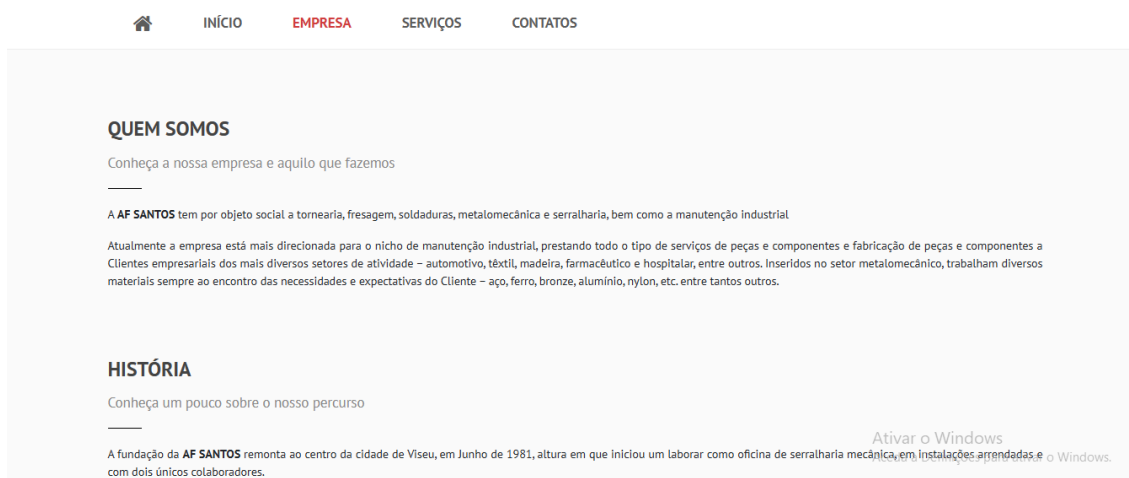 INÍCIO EMPRESA SERVIÇOS CONTATOS
QUEM SOMOS
Conheça a nossa empresa e aquilo que fazemos
A AF SANTOS tem por objeto social a tornearia, fresagem, soldaduras, metalomecânica e serralharia, bem como a manutenção industrial
Atualmente a empresa está mais direcionada para o nicho de manutenção industrial, prestando todo o tipo de serviços de peças e componentes e fabricação de peças e componentes a
Clientes empresariais dos mais diversos setores de atividade – automotivo, têxtil, madeira, farmacêutico e hospitalar, entre outros. Inseridos no setor metalomecânico, trabalham diversos
materiais sempre ao encontro das necessidades e expectativas do Cliente – aço, ferro, bronze, alumínio, nylon, etc. entre tantos outros.
HISTÓRIA
Conheça um pouco sobre o nosso percurso
Ativar o Windows
A fundação da AF SANTOS remonta ao centro da cidade de Viseu, em Junho de 1981, altura em que iniciou um laborar como oficina de serralharia mecânica, em instalações arrendadas e
Aceda a Definições para ativar o Windows.
com dois únicos colaboradores.